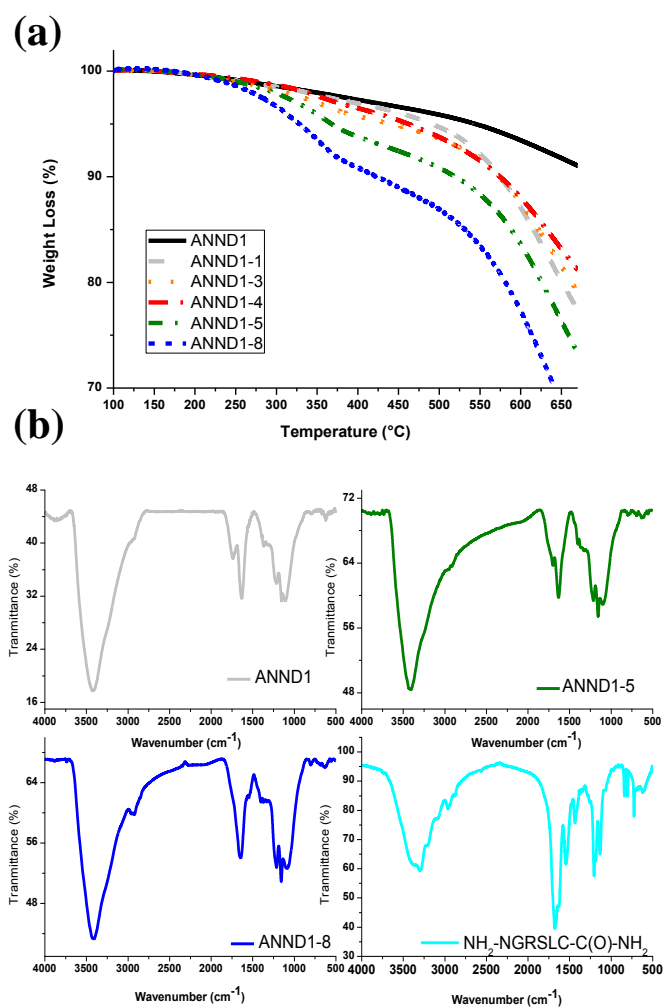 (a)
100
90
80
70
Weight Loss (%)
ANND1
ANND1-1
ANND1-3
ANND1-4
ANND1-5
ANND1-8
100 150 200 250 300 350 400 450 500 550 600 650
Temperature (°C)
(b)
48
40
32
24
16
Tranmittance (%)
ANND1
4000 3500 3000 2500 2000 1500 1000 500
Wavenumber (cm-1)
72
64
56
48
Tranmittance (%)
ANND1-5
4000 3500 3000 2500 2000 1500 1000 500
Wavenumber (cm-1)
64
56
48
Tranmittance (%)
ANND1-8
4000 3500 3000 2500 2000 1500 1000 500
Wavenumber (cm-1)
100
90
80
70
60
50
40
30
Tranmittance (%)
NH2-NGRSLC-C(O)-NH2
4000 3500 3000 2500 2000 1500 1000 500
Wavenumber (cm-1)